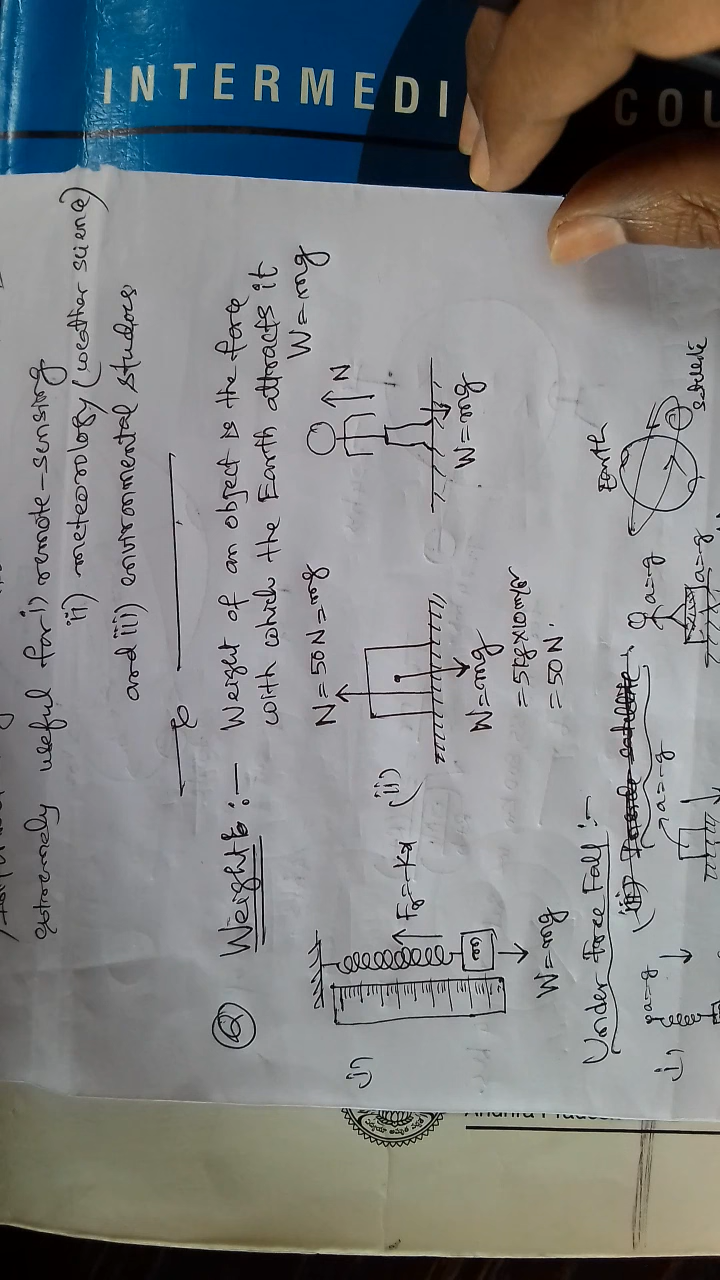 INTERMEDI
COU
extremely useful for i) remote-sensing
ii) meteorology (weather science)
and iii) environmental studies
Q Weight :- Weight of an object is the force
with which the Earth attracts it
W = mg
i)
F = -kx
W = mg
(ii)
N = 50N = mg
W = mg
= 5kg×10m/s²
= 50N.
N
W = mg
Under Free Fall :-
i)
a = -g
a = -g
a = -g
a = -g
Earth
Satellite